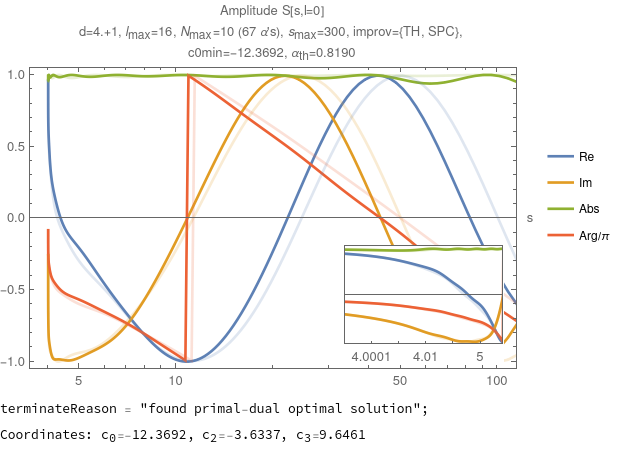 Amplitude S[s,l=0]
d=4.+1, lmax=16, Nmax=10 (67 α's), smax=300, improv={TH, SPC},
c0min=−12.3692, αth=0.8190
1.0
0.5
0.0
−0.5
−1.0
s
Re
Im
Abs
Arg/π
4.0001 4.01 5
5 10 50 100
terminateReason = "found primal-dual optimal solution";
Coordinates: c0=-12.3692, c2=-3.6337, c3=9.6461